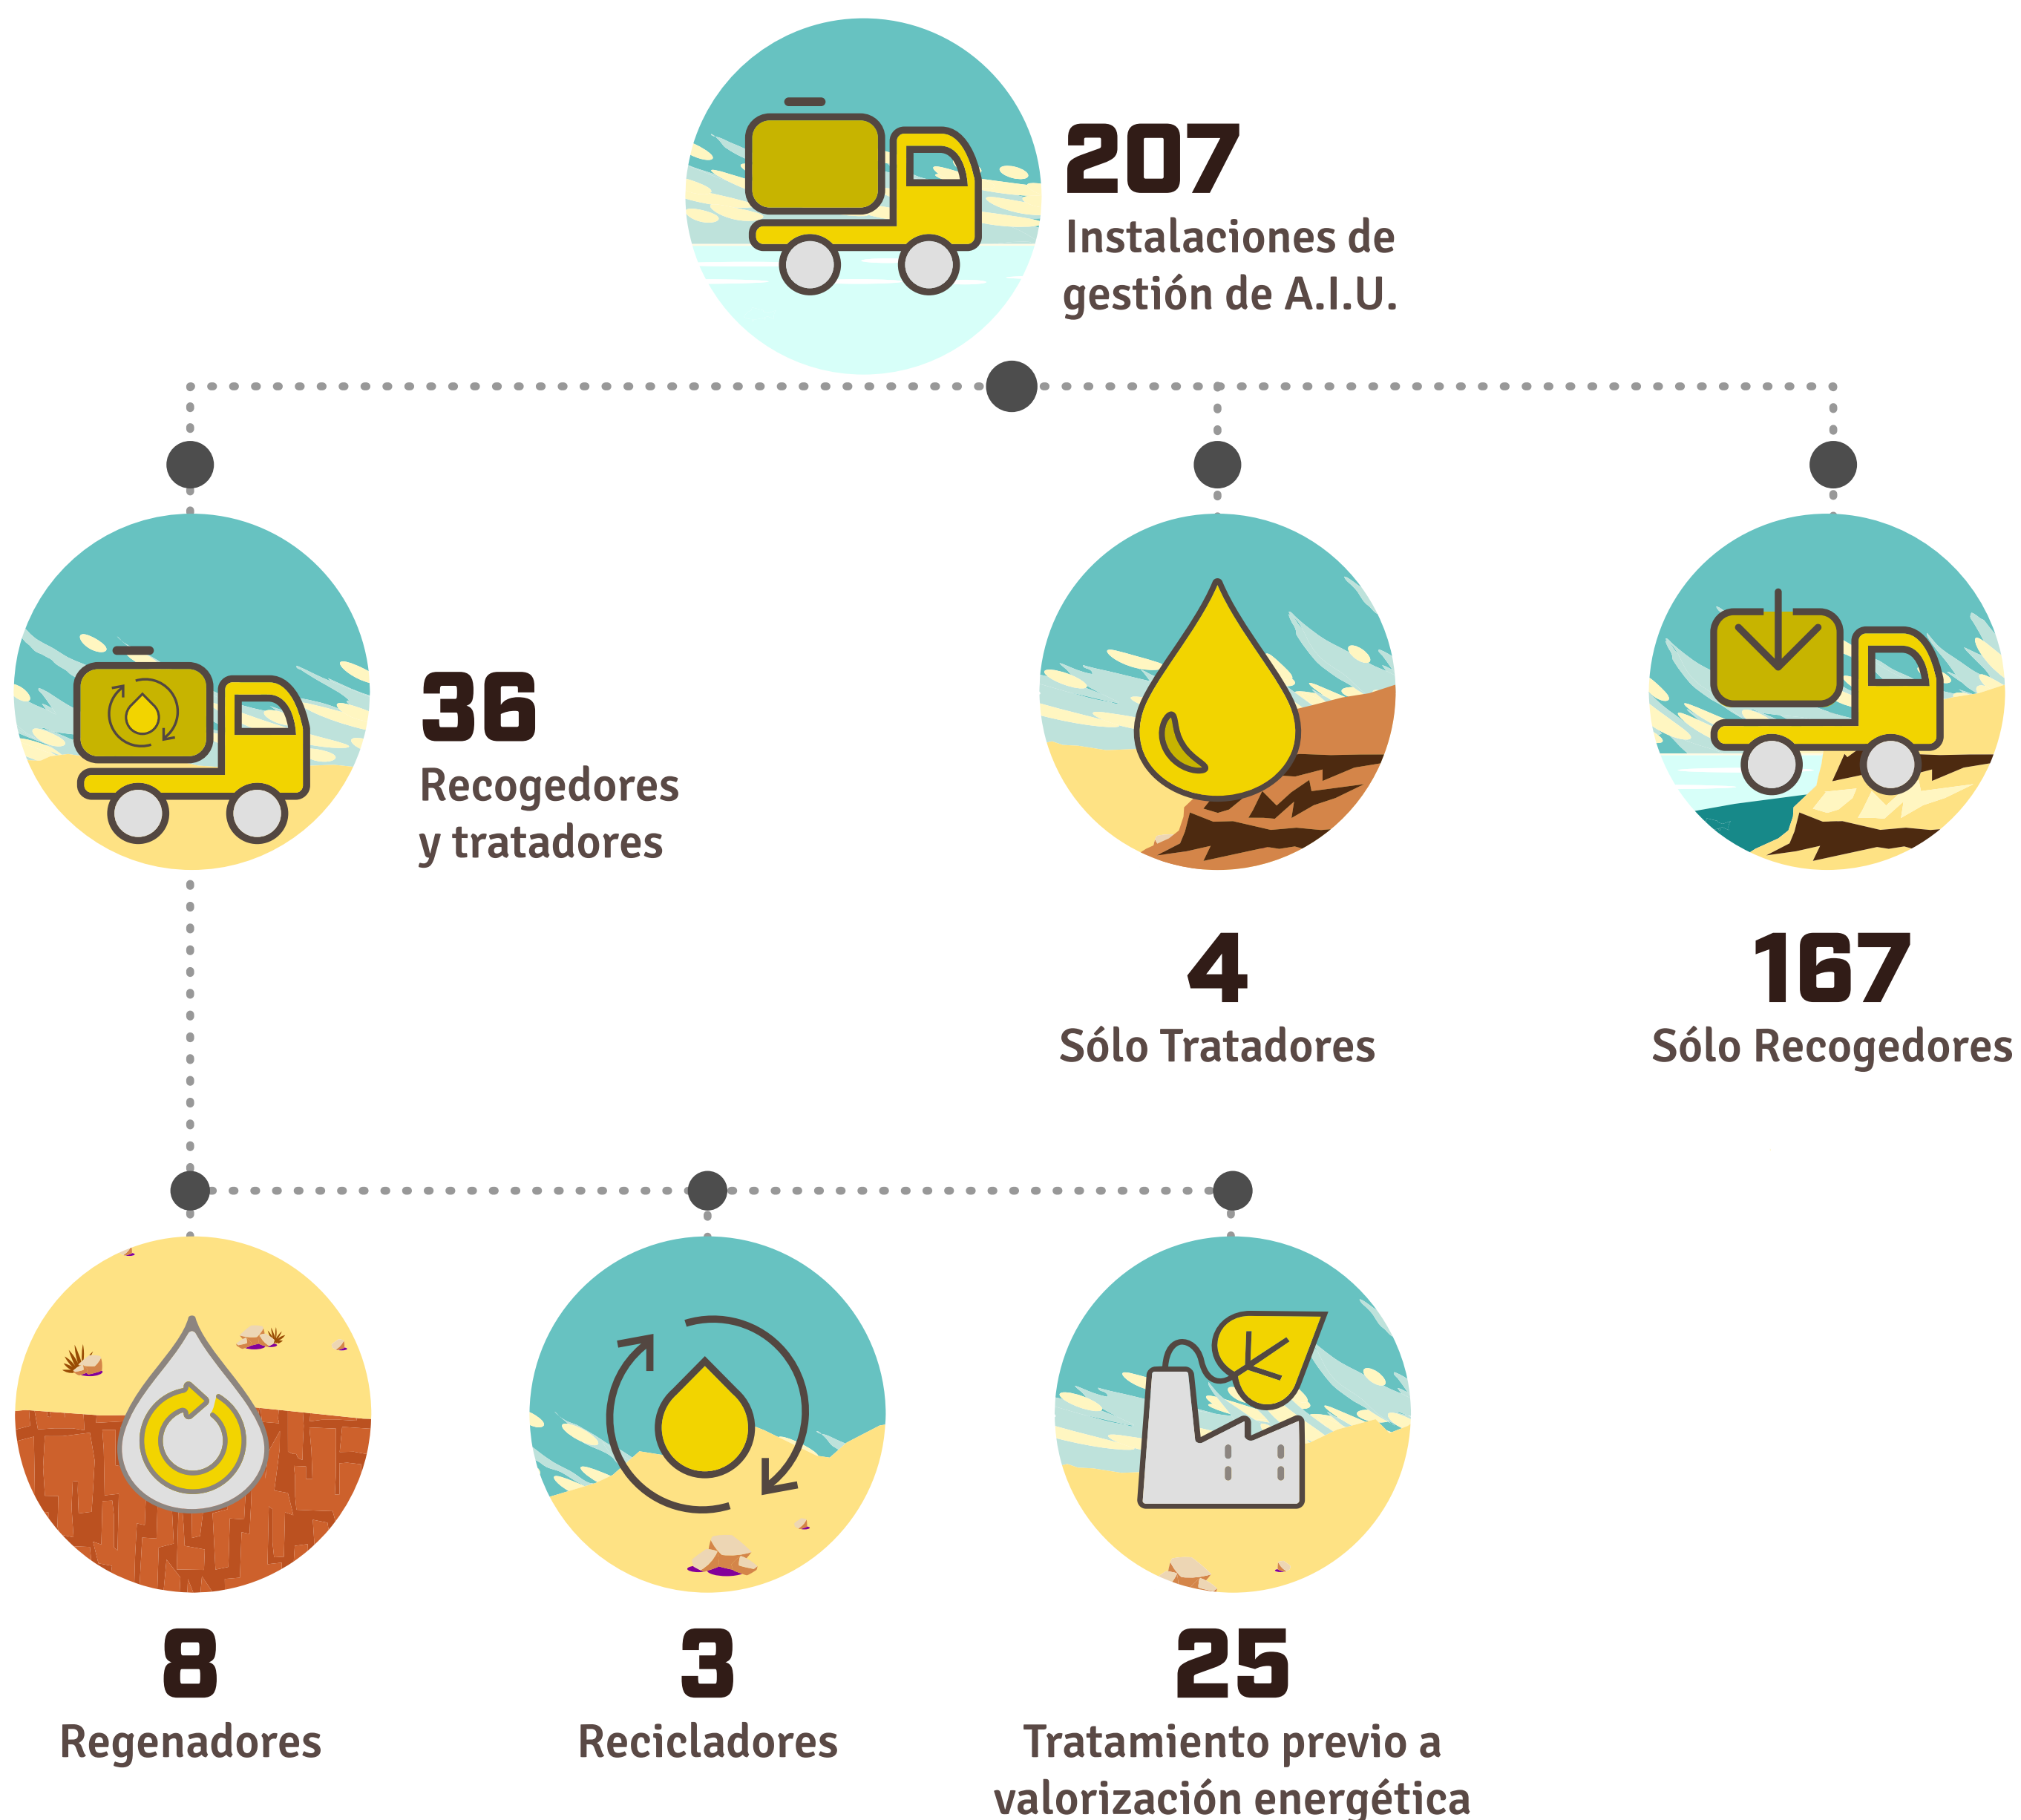 207
Instalaciones de
gestión de A.I.U.
36
Recogedores
y tratadores
4
Sólo Tratadores
167
Sólo Recogedores
8
Regenadores
3
Recicladores
25
Tratamiento previo a
valorización energética